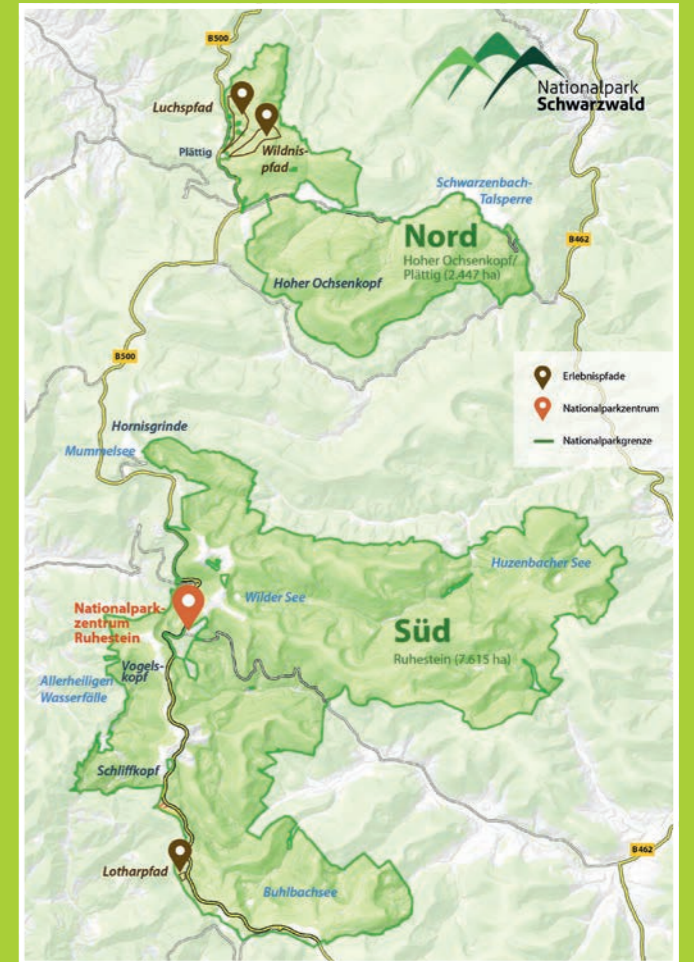 B500
Nationalpark
Schwarzwald
Luchspfad
Plättig
Wildnis-
pfad
Schwarzenbach-
Talsperre
Nord
Hoher Ochsenkopf/
Plättig (2.447 ha)
B462
Hoher Ochsenkopf
B500
Erlebnispfade
Nationalparkzentrum
Nationalparkgrenze
Hornisgrinde
Mummelsee
Huzenbacher See
Wilder See
Nationalpark-
zentrum
Ruhestein
Süd
Ruhestein (7.615 ha)
Vogels-
kopf
Allerheiligen
Wasserfälle
Schliffkopf
B462
Lotharpfad
Buhlbachsee